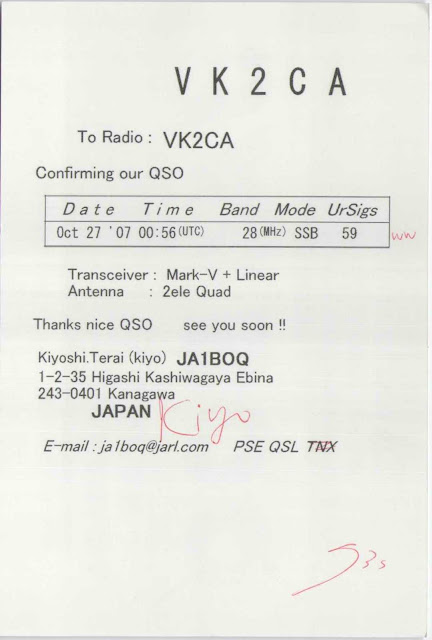 VK2CA
To Radio : VK2CA
Confirming our QSO
Date Time Band Mode UrSigs
Oct 27 '07 00:56(UTC) 28(MHz) SSB 59 WW
Transceiver : Mark-V + Linear
Antenna : 2ele Quad
Thanks nice QSO see you soon !!
Kiyoshi.Terai (kiyo) JA1BOQ
1-2-35 Higashi Kashiwagaya Ebina
243-0401 Kanagawa
JAPAN Kiyo
E-mail : ja1boq@jarl.com PSE QSL TNX
73s